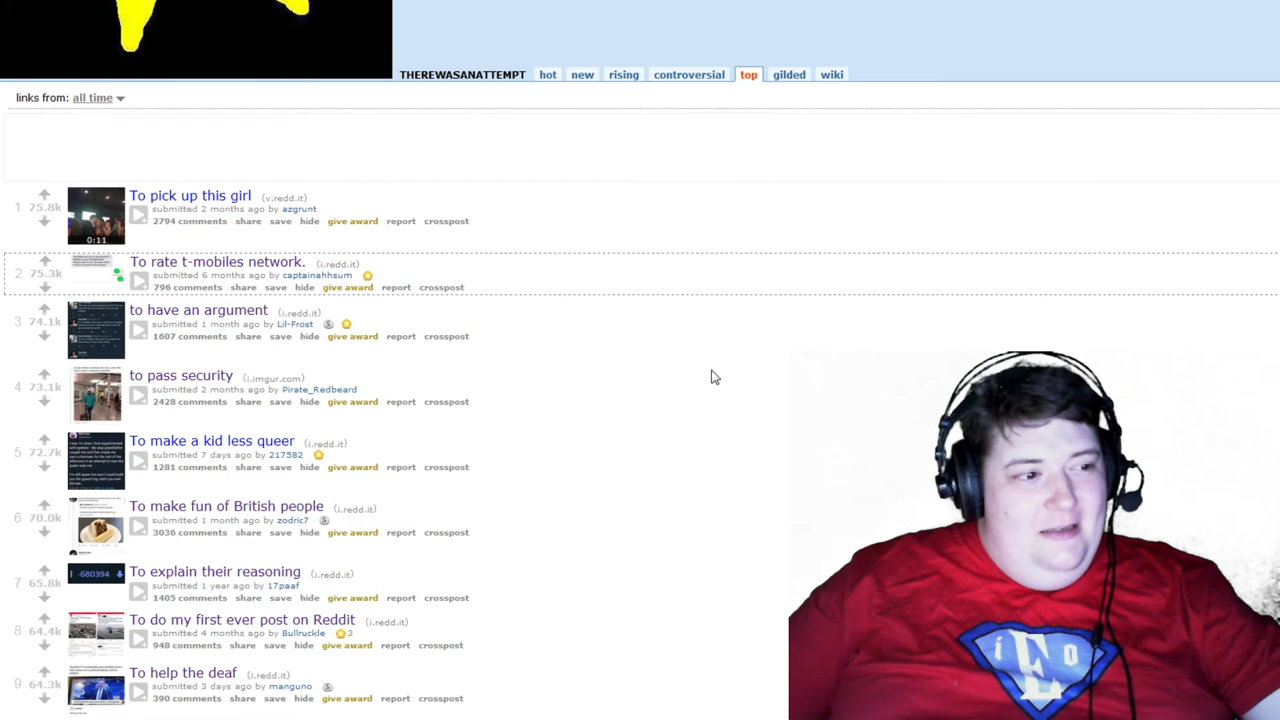 THEREWASANATTEMPT hot new rising controversial top gilded wiki
links from: all time
1 75.8k To pick up this girl (v.redd.it)
submitted 2 months ago by azgrunt
0:11 2794 comments share save hide give award report crosspost
2 75.3k To rate t-mobiles network. (i.redd.it)
submitted 6 months ago by captainahhsum
796 comments share save hide give award report crosspost
3 74.1k to have an argument (i.redd.it)
submitted 1 month ago by Lil-Frost
1607 comments share save hide give award report crosspost
4 73.1k to pass security (i.imgur.com)
submitted 2 months ago by Pirate_Redbeard
2428 comments share save hide give award report crosspost
72.7k To make a kid less queer (i.redd.it)
submitted 7 days ago by 217582
1281 comments share save hide give award report crosspost
6 70.0k To make fun of British people (i.redd.it)
submitted 1 month ago by zodric7
3036 comments share save hide give award report crosspost
7 65.8k -680394 To explain their reasoning (i.redd.it)
submitted 1 year ago by 17paaf
1405 comments share save hide give award report crosspost
8 64.4k To do my first ever post on Reddit (i.redd.it)
submitted 4 months ago by Bullruckle 3
948 comments share save hide give award report crosspost
9 64.3k To help the deaf (i.redd.it)
submitted 3 days ago by manguno
390 comments share save hide give award report crosspost